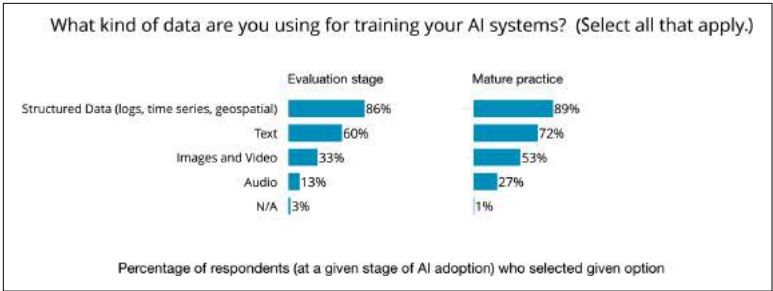 What kind of data are you using for training your AI systems? (Select all that apply.)
Evaluation stage Mature practice
Structured Data (logs, time series, geospatial) 86% 89%
Text 60% 72%
Images and Video 33% 53%
Audio 13% 27%
N/A 3% 1%
Percentage of respondents (at a given stage of AI adoption) who selected given option